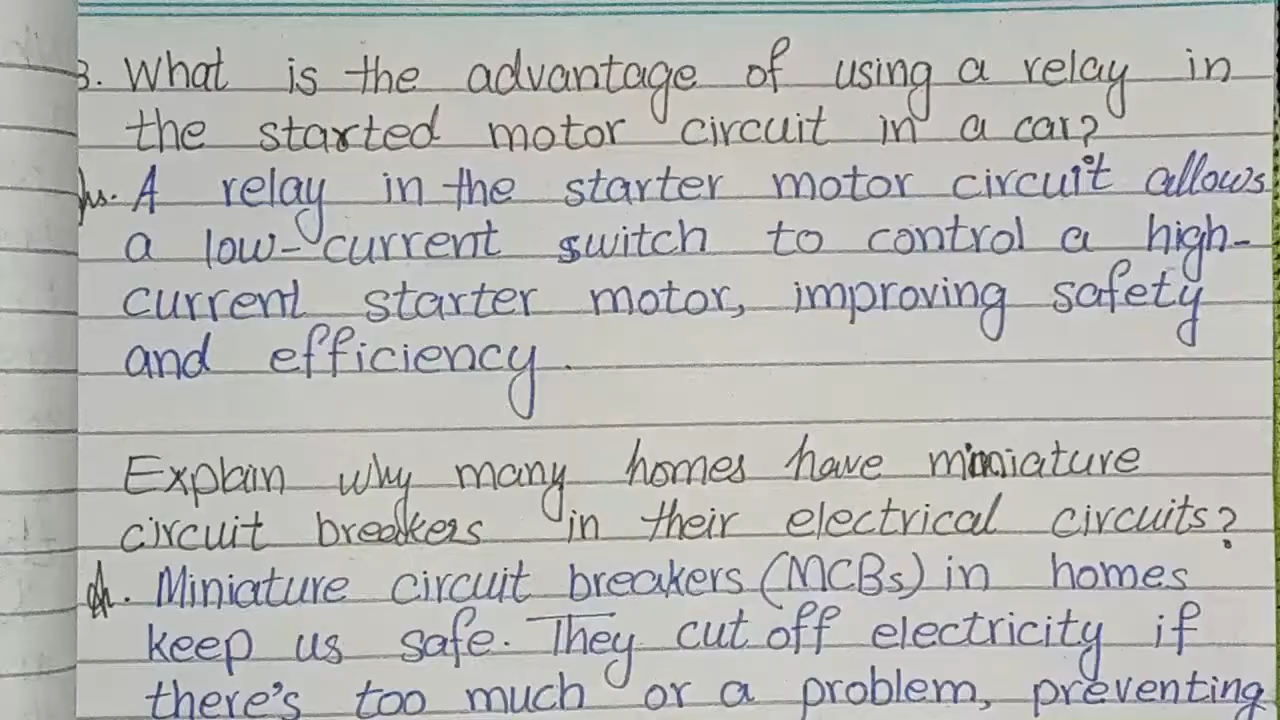 3. What is the advantage of using a relay in
the started motor circuit in a car?
Ans. A relay in the starter motor circuit allows
a low-current switch to control a high-
current starter motor, improving safety
and efficiency.
Explain why many homes have miniature
circuit breakers in their electrical circuits?
A. Miniature circuit breakers (MCBs) in homes
keep us safe. They cut off electricity if
there's too much or a problem, preventing